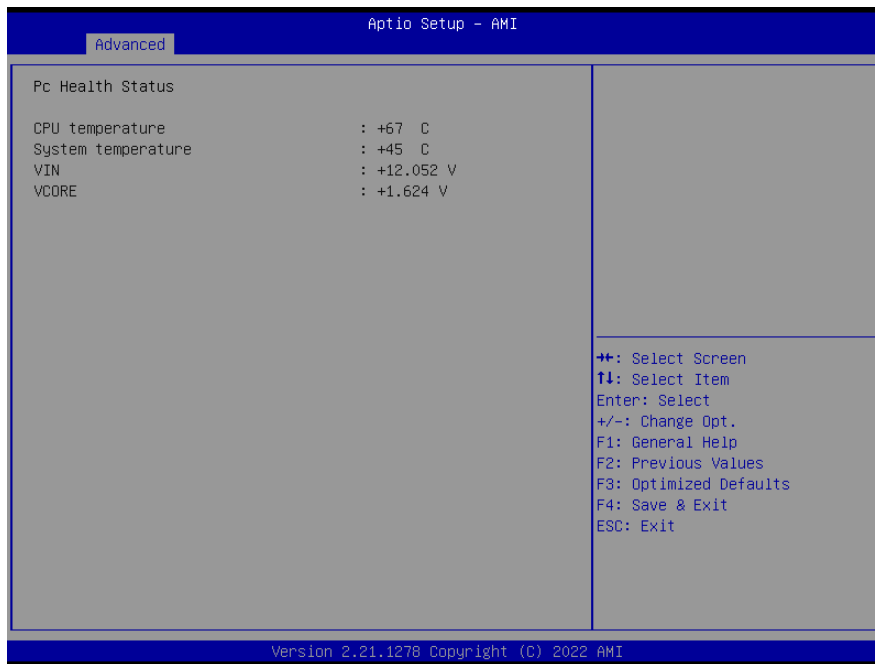 Aptio Setup - AMI
Advanced
Pc Health Status
CPU temperature : +67 C
System temperature : +45 C
VIN : +12.052 V
VCORE : +1.624 V
→←: Select Screen
↑↓: Select Item
Enter: Select
+/-: Change Opt.
F1: General Help
F2: Previous Values
F3: Optimized Defaults
F4: Save & Exit
ESC: Exit
Version 2.21.1278 Copyright (C) 2022 AMI